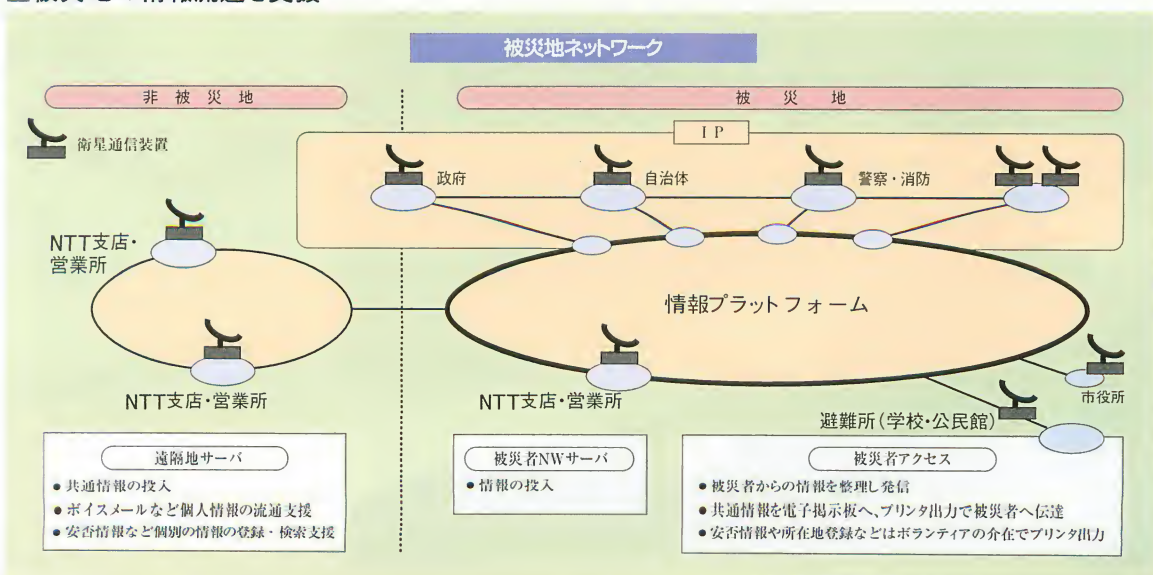 被災地ネットワーク
非被災地
被災地
衛星通信装置
IP
政府
自治体
警察・消防
NTT支店・
営業所
情報プラットフォーム
NTT支店・営業所
NTT支店・営業所
市役所
避難所(学校・公民館)
遠隔地サーバ
●共通情報の投入
●ボイスメールなど個人情報の流通支援
●安否情報など個別の情報の登録・検索支援
被災者NWサーバ
●情報の投入
被災者アクセス
●被災者からの情報を整理し発信
●共通情報を電子掲示板へ、プリンタ出力で被災者へ伝達
●安否情報や所在地登録などはボランティアの介在でプリンタ出力